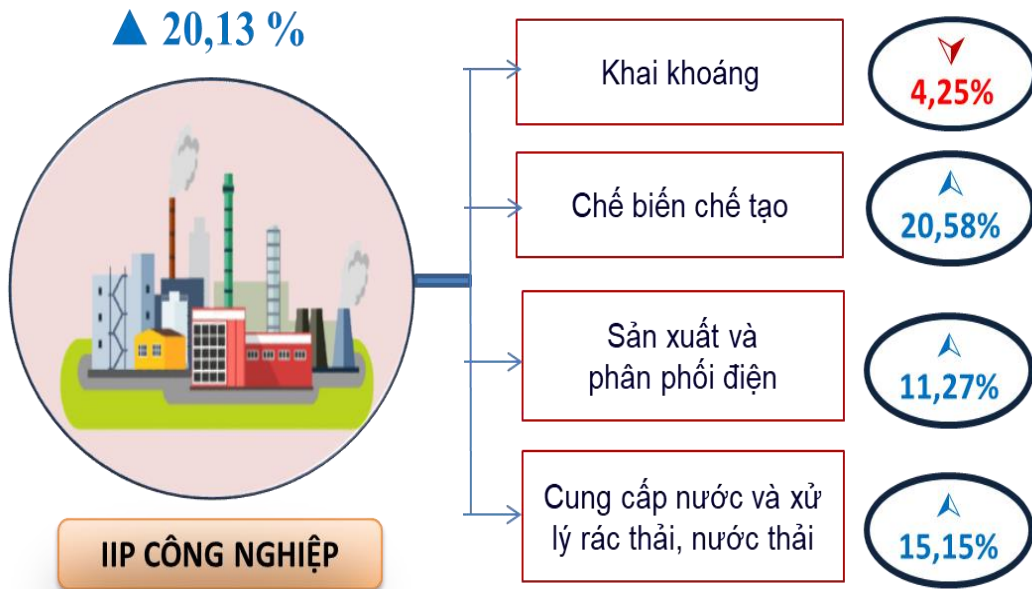 ▲ 20,13 %
IIP CÔNG NGHIỆP
Khai khoáng
4,25%
Chế biến chế tạo
20,58%
Sản xuất và
phân phối điện
11,27%
Cung cấp nước và xử
lý rác thải, nước thải
15,15%